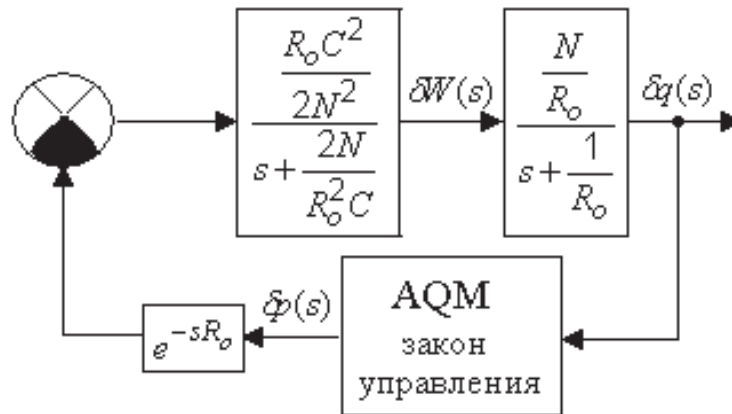 R_o C^2
2N^2
s + 2N
R_o^2 C
δW(s)
N
R_o
s + 1
R_o
δq(s)
e^{-sR_o}
δp(s)
AQM
закон
управления